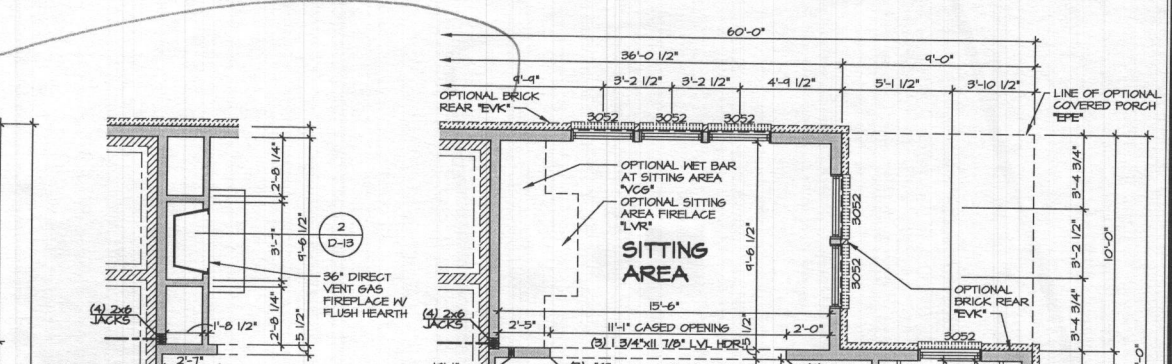 60'-0"
36'-0 1/2"
9'-0"
9'-9"
3'-2 1/2"
3'-2 1/2"
4'-9 1/2"
5'-1 1/2"
3'-10 1/2"
OPTIONAL BRICK
REAR "EVK"
LINE OF OPTIONAL
COVERED PORCH
"EPE"
3052
3052
3052
2'-8 1/4"
3'-7"
2'-8 1/4"
9'-6 1/2"
2
D-13
36" DIRECT
VENT GAS
FIREPLACE W/
FLUSH HEARTH
(4) 2x6
JACKS
1'-8 1/2"
5 1/2"
2'-7"
OPTIONAL WET BAR
AT SITTING AREA
"VCG"
OPTIONAL SITTING
AREA FIRELACE
"LVR"
SITTING
AREA
9'-6 1/2"
3052
3052
3'-4 3/4"
3'-2 1/2"
3'-4 3/4"
10'-0"
OPTIONAL
BRICK REAR
"EVK"
3052
15'-6"
(4) 2x6
JACKS
2'-5"
11'-1" CASED OPENING
2'-0"
(3) 1 3/4"x11 7/8" LVL HDR